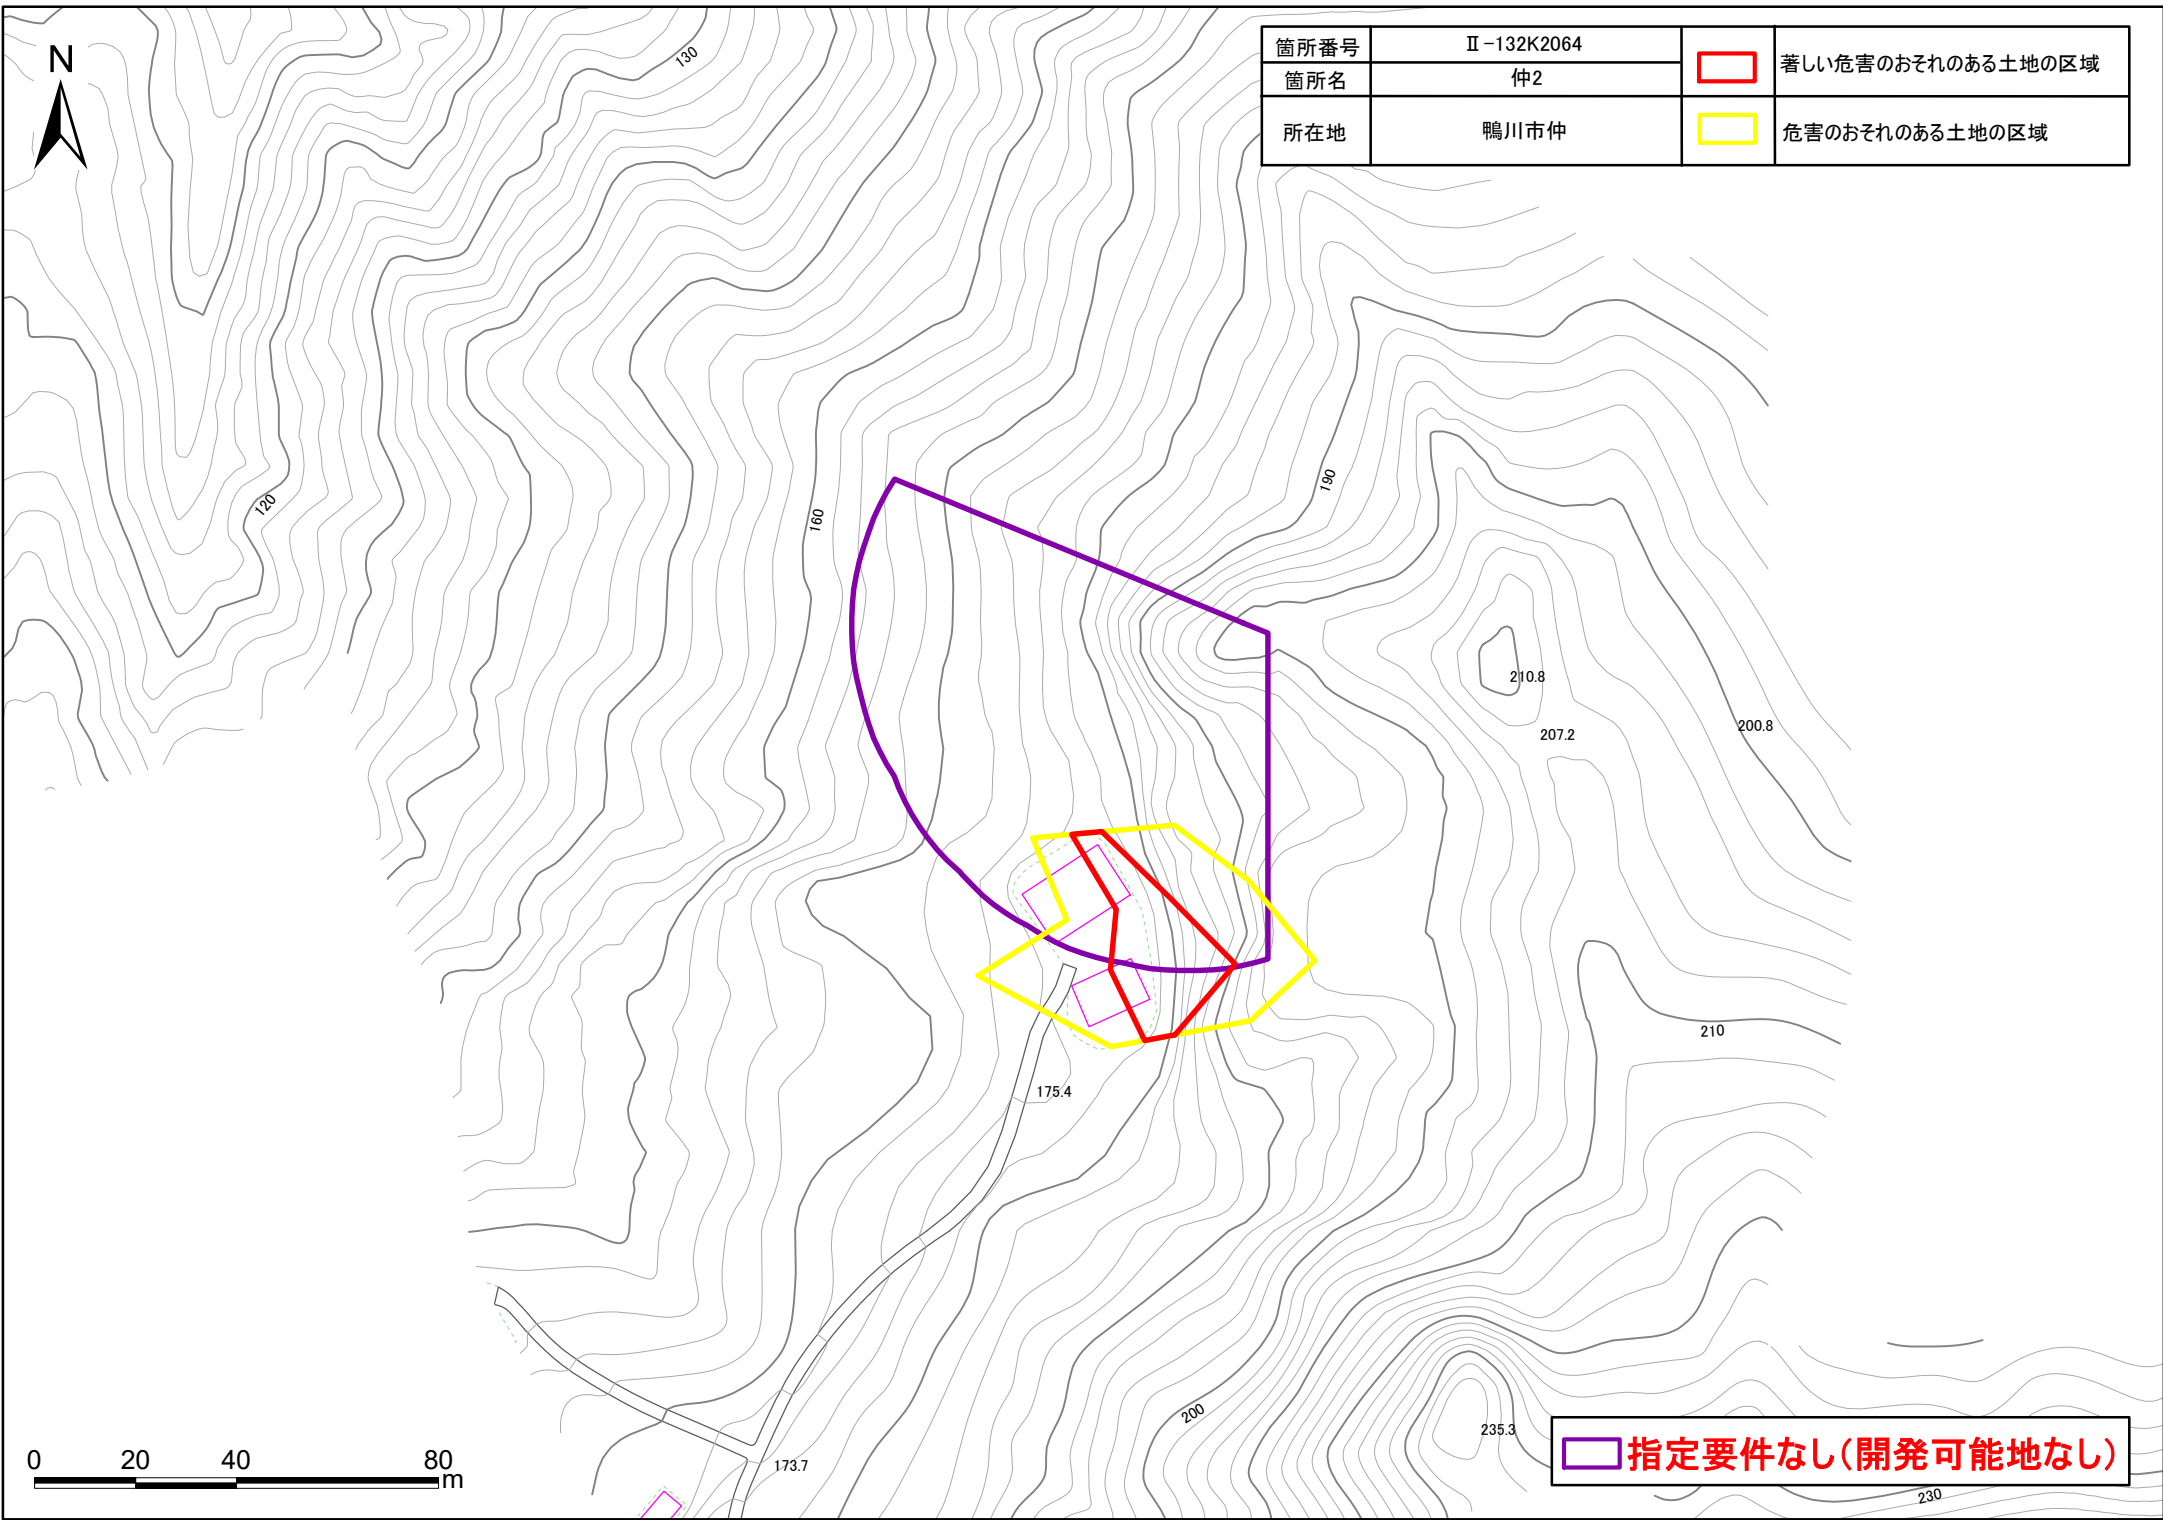 N
箇所番号 Ⅱ-132K2064 著しい危害のおそれのある土地の区域
箇所名 仲2
所在地 鴨川市仲 危害のおそれのある土地の区域
130
120
160
190
210.8
207.2
200.8
210
175.4
200
235.3
173.7
230
0 20 40 80
m
指定要件なし(開発可能地なし)